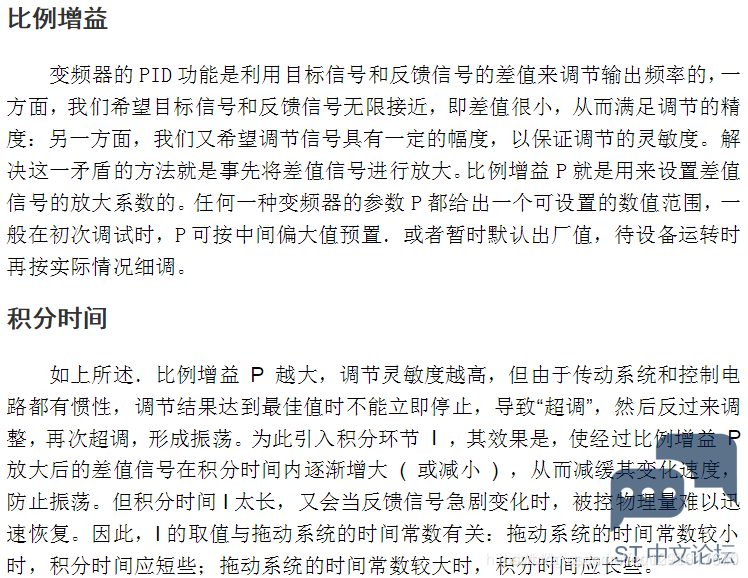 比例增益
变频器的 PID 功能是利用目标信号和反馈信号的差值来调节输出频率的，一
方面，我们希望目标信号和反馈信号无限接近，即差值很小，从而满足调节的精
度：另一方面，我们又希望调节信号具有一定的幅度，以保证调节的灵敏度。解
决这一矛盾的方法就是事先将差值信号进行放大。比例增益 P 就是用来设置差值
信号的放大系数的。任何一种变频器的参数 P 都给出一个可设置的数值范围，一
般在初次调试时，P 可按中间偏大值预置．或者暂时默认出厂值，待设备运转时
再按实际情况细调。
积分时间
如上所述．比例增益 P 越大，调节灵敏度越高，但由于传动系统和控制电
路都有惯性，调节结果达到最佳值时不能立即停止，导致“超调”，然后反过来调
整，再次超调，形成振荡。为此引入积分环节 I ，其效果是，使经过比例增益 P
放大后的差值信号在积分时间内逐渐增大 ( 或减小 ) ，从而减缓其变化速度，
防止振荡。但积分时间 I 太长，又会当反馈信号急剧变化时，被控物理量难以迅
速恢复。因此，I 的取值与拖动系统的时间常数有关：拖动系统的时间常数较小
时，积分时间应短些；拖动系统的时间常数较大时，积分时间应长些。
ST中文论坛